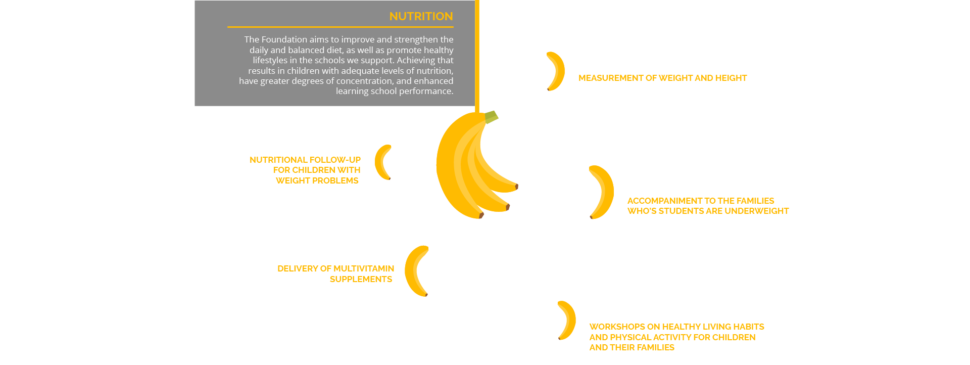 NUTRITION
The Foundation aims to improve and strengthen the
daily and balanced diet, as well as promote healthy
lifestyles in the schools we support. Achieving that
results in children with adequate levels of nutrition,
have greater degrees of concentration, and enhanced
learning school performance.
MEASUREMENT OF WEIGHT AND HEIGHT
NUTRITIONAL FOLLOW-UP
FOR CHILDREN WITH
WEIGHT PROBLEMS
ACCOMPANIMENT TO THE FAMILIES
WHO'S STUDENTS ARE UNDERWEIGHT
DELIVERY OF MULTIVITAMIN
SUPPLEMENTS
WORKSHOPS ON HEALTHY LIVING HABITS
AND PHYSICAL ACTIVITY FOR CHILDREN
AND THEIR FAMILIES